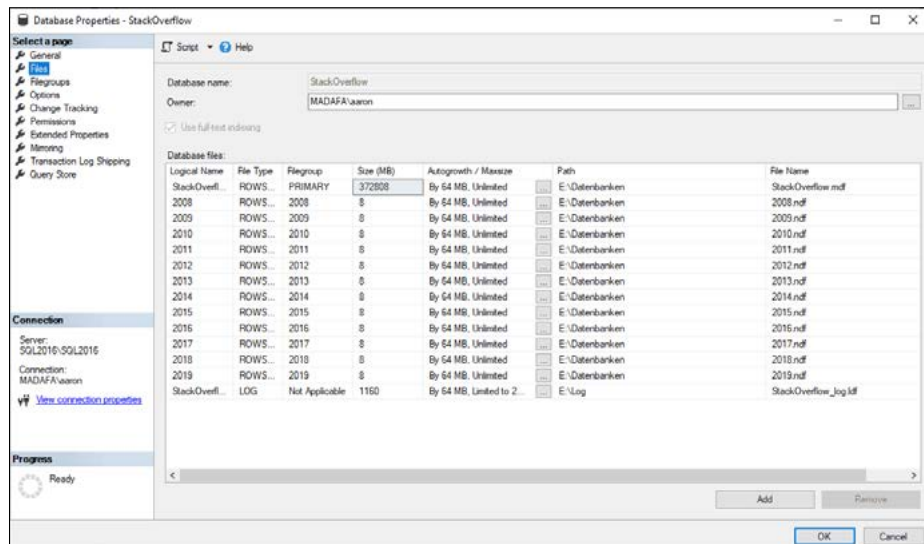 Database Properties - StackOverflow
Select a page
General
Files
Filegroups
Options
Change Tracking
Permissions
Extended Properties
Mirroring
Transaction Log Shipping
Query Store
Connection
Server:
SQL2016\SQL2016
Connection:
MADAFA\aaron
View connection properties
Progress
Ready
Script Help
Database name: StackOverflow
Owner: MADAFA\aaron
...
Use full-text indexing
Database files:
Logical Name File Type Filegroup Size (MB) Autogrowth / Maxsize Path File Name
StackOverfl... ROWS... PRIMARY 372808 By 64 MB, Unlimited ... E:\Datenbanken StackOverflow.mdf
2008 ROWS... 2008 8 By 64 MB, Unlimited ... E:\Datenbanken 2008.ndf
2009 ROWS... 2009 8 By 64 MB, Unlimited ... E:\Datenbanken 2009.ndf
2010 ROWS... 2010 8 By 64 MB, Unlimited ... E:\Datenbanken 2010.ndf
2011 ROWS... 2011 8 By 64 MB, Unlimited ... E:\Datenbanken 2011.ndf
2012 ROWS... 2012 8 By 64 MB, Unlimited ... E:\Datenbanken 2012.ndf
2013 ROWS... 2013 8 By 64 MB, Unlimited ... E:\Datenbanken 2013.ndf
2014 ROWS... 2014 8 By 64 MB, Unlimited ... E:\Datenbanken 2014.ndf
2015 ROWS... 2015 8 By 64 MB, Unlimited ... E:\Datenbanken 2015.ndf
2016 ROWS... 2016 8 By 64 MB, Unlimited ... E:\Datenbanken 2016.ndf
2017 ROWS... 2017 8 By 64 MB, Unlimited ... E:\Datenbanken 2017.ndf
2018 ROWS... 2018 8 By 64 MB, Unlimited ... E:\Datenbanken 2018.ndf
2019 ROWS... 2019 8 By 64 MB, Unlimited ... E:\Datenbanken 2019.ndf
StackOverfl... LOG Not Applicable 1160 By 64 MB, Limited to 2... ... E:\Log StackOverflow_log.ldf
Add Remove
OK Cancel